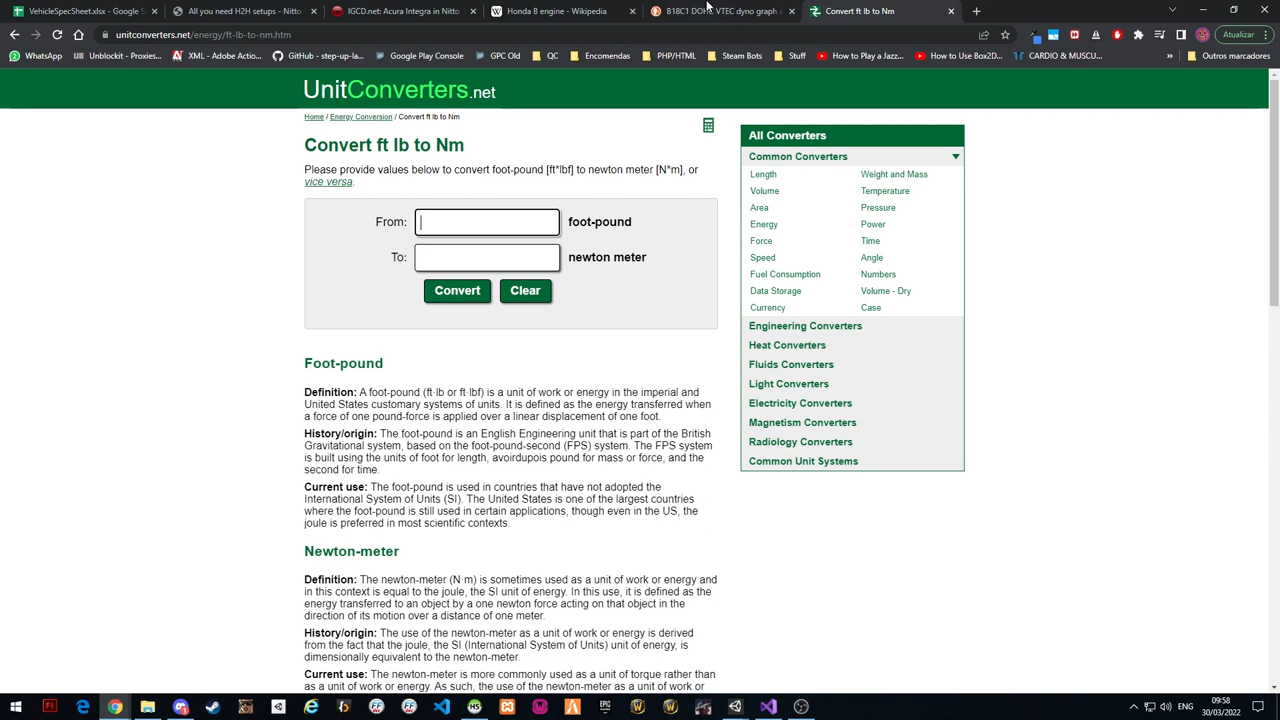 VehicleSpecSheet.xlsx - Google S
All you need H2H setups - Nitto
IGCD.net: Acura Integra in Nitto
Honda B engine - Wikipedia
B18C1 DOHC VTEC dyno graph
Convert ft lb to Nm
unitconverters.net/energy/ft-lb-to-nm.htm
Atualizar
WhatsApp
Unblockit - Proxies...
Adobe Acrobat
GitHub - step-up-la...
Google Play Console
GPC Old
QC
Encomendas
PHP/HTML
Steam Bots
Stuff
How to Play a Jazz...
How to Use Box2D...
CARDIO & MUSCU...
»
Outros marcadores
UnitConverters.net
Home / Energy Conversion / Convert ft lb to Nm
Convert ft lb to Nm
Please provide values below to convert foot-pound [ft*lbf] to newton meter [N*m], or
vice versa.
From: foot-pound
To: newton meter
Convert Clear
Foot-pound
Definition: A foot-pound (ft·lb or ft·lbf) is a unit of work or energy in the imperial and
United States customary systems of units. It is defined as the energy transferred when
a force of one pound-force is applied over a linear displacement of one foot.
History/origin: The foot-pound is an English Engineering unit that is part of the British
Gravitational system, based on the foot-pound-second (FPS) system. The FPS system
is built using the units of foot for length, avoirdupois pound for mass or force, and the
second for time.
Current use: The foot-pound is used in countries that have not adopted the
International System of Units (SI). The United States is one of the largest countries
where the foot-pound is still used in certain applications, though even in the US, the
joule is preferred in most scientific contexts.
Newton-meter
Definition: The newton-meter (N·m) is sometimes used as a unit of work or energy and
in this context is equal to the joule, the SI unit of energy. In this use, it is defined as the
energy transferred to an object by a one newton force acting on that object in the
direction of its motion over a distance of one meter.
History/origin: The use of the newton-meter as a unit of work or energy is derived
from the fact that the joule, the SI (International System of Units) unit of energy, is
dimensionally equivalent to the newton-meter.
Current use: The newton-meter is more commonly used as a unit of torque rather than
as a unit of work or energy. As such, the use of the newton-meter as a unit of work or
All Converters
Common Converters
Length Weight and Mass
Volume Temperature
Area Pressure
Energy Power
Force Time
Speed Angle
Fuel Consumption Numbers
Data Storage Volume - Dry
Currency Case
Engineering Converters
Heat Converters
Fluids Converters
Light Converters
Electricity Converters
Magnetism Converters
Radiology Converters
Common Unit Systems
ENG
09:58
30/03/2022